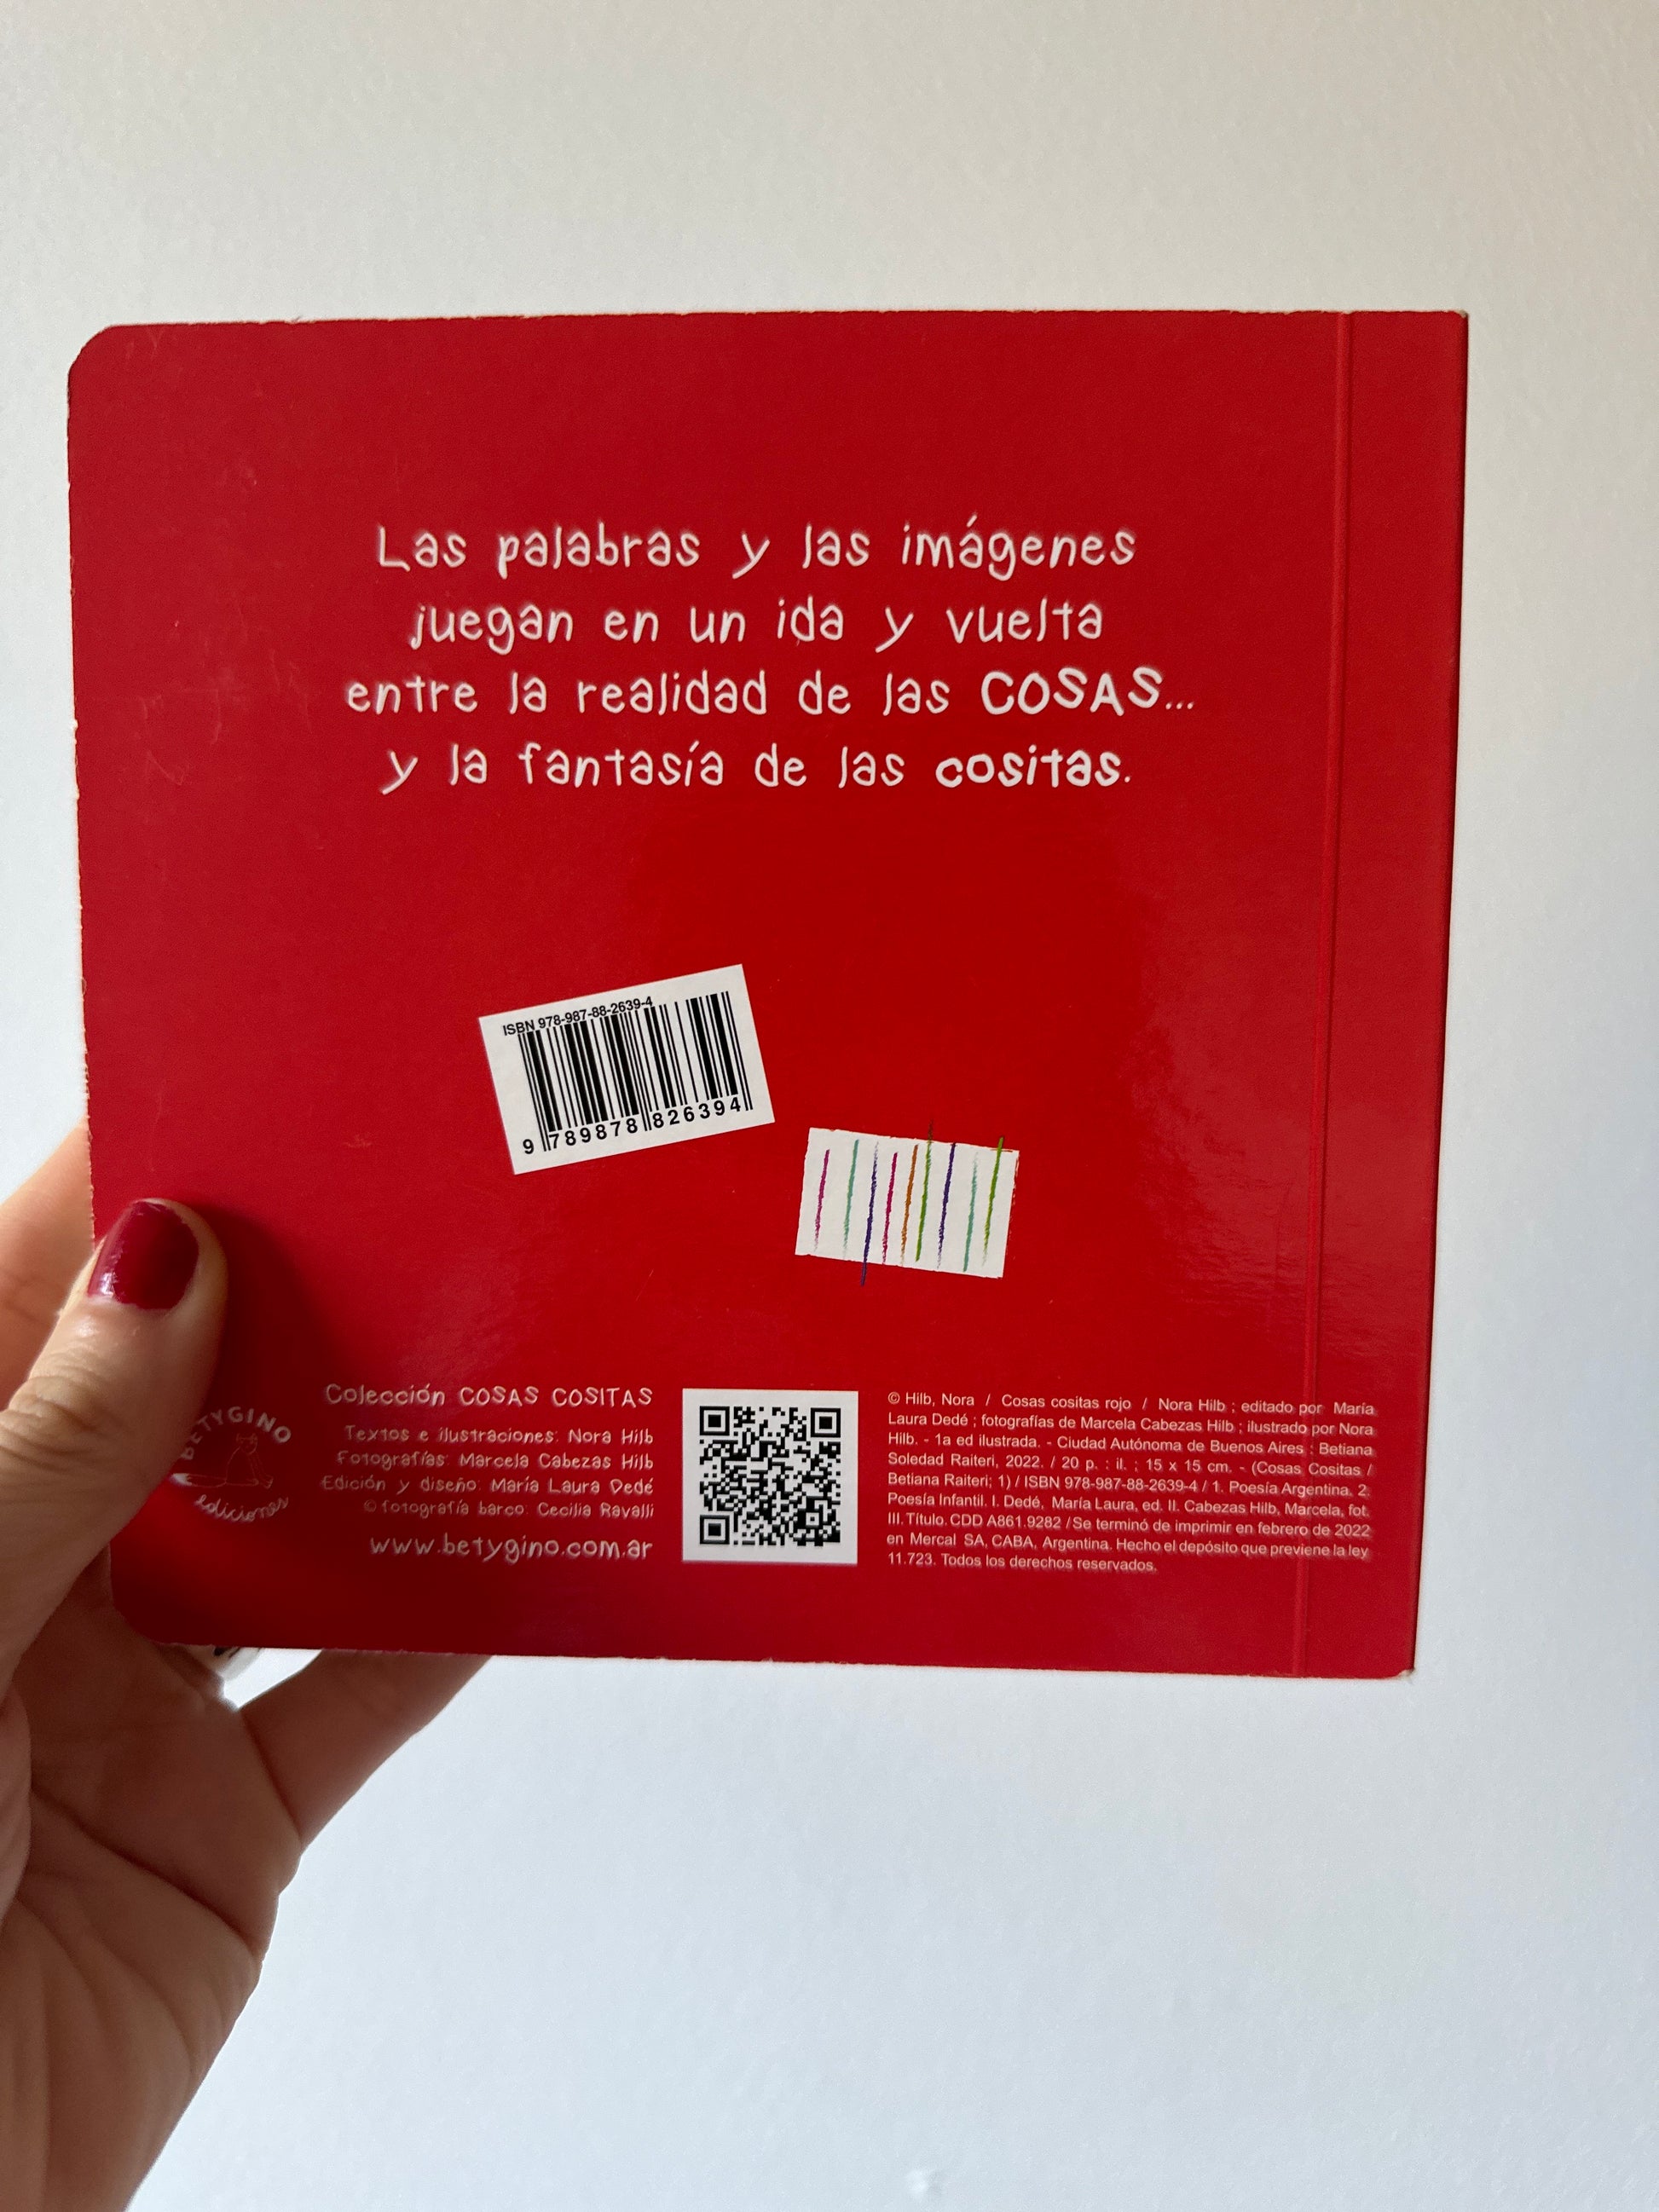 Las palabras y las imágenes
juegan en un ida y vuelta
entre la realidad de las COSAS...
y la fantasía de las cositas.
ISBN 978-987-88-2639-4
9 789878 826394
BETYGINO
ediciones
Colección COSAS COSITAS
Textos e ilustraciones: Nora Hilb
Fotografías: Marcela Cabezas Hilb
Edición y diseño: María Laura Dedé
© fotografía barco: Cecilia Ravalli
www.betygino.com.ar
© Hilb, Nora / Cosas cositas rojo / Nora Hilb ; editado por María
Laura Dedé ; fotografías de Marcela Cabezas Hilb ; ilustrado por Nora
Hilb. - 1a ed ilustrada. - Ciudad Autónoma de Buenos Aires : Betiana
Soledad Raiteri, 2022. / 20 p. : il. ; 15 x 15 cm. - (Cosas Cositas /
Betiana Raiteri; 1) / ISBN 978-987-88-2639-4 / 1. Poesía Argentina. 2.
Poesía Infantil. I. Dedé, María Laura, ed. II. Cabezas Hilb, Marcela, fot.
III. Título. CDD A861.9282 / Se terminó de imprimir en febrero de 2022
en Mercal SA, CABA, Argentina. Hecho el depósito que previene la ley
11.723. Todos los derechos reservados.